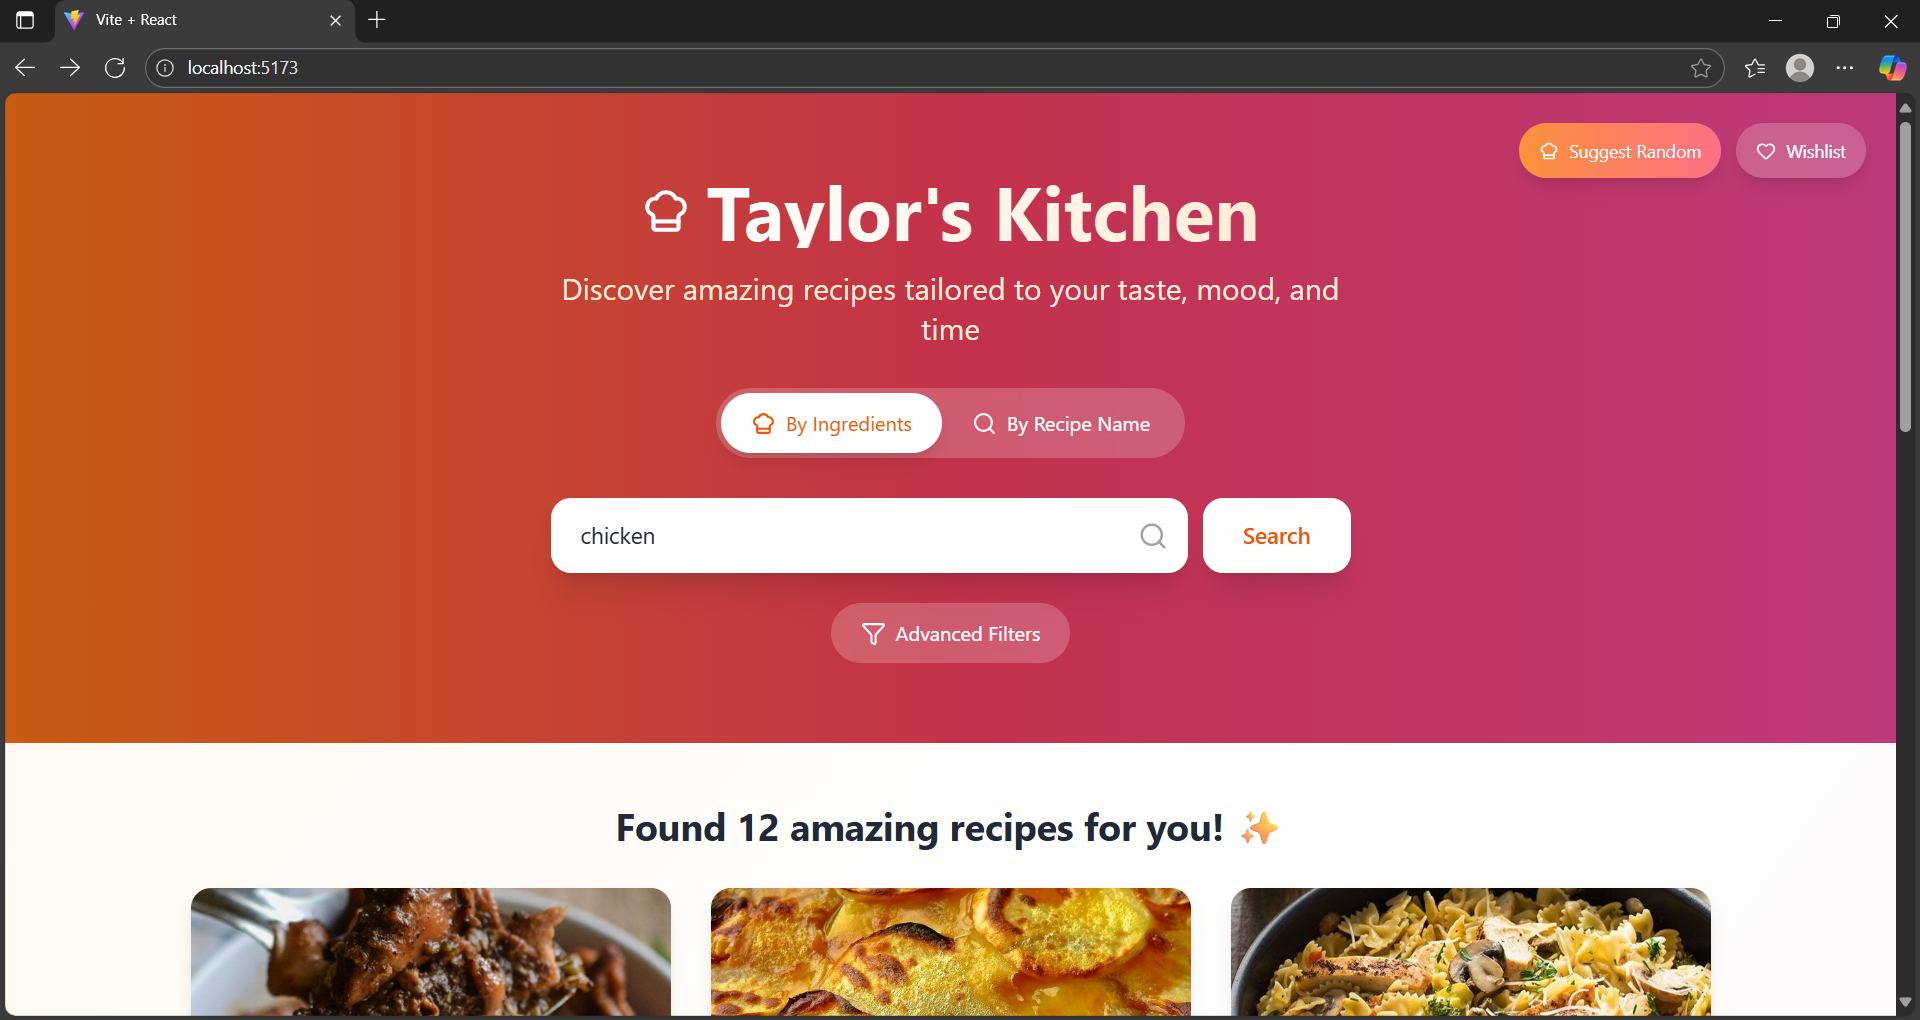 Vite + React
localhost:5173
Suggest Random
Wishlist
Taylor's Kitchen
Discover amazing recipes tailored to your taste, mood, and
time
By Ingredients
By Recipe Name
chicken
Search
Advanced Filters
Found 12 amazing recipes for you! ✨